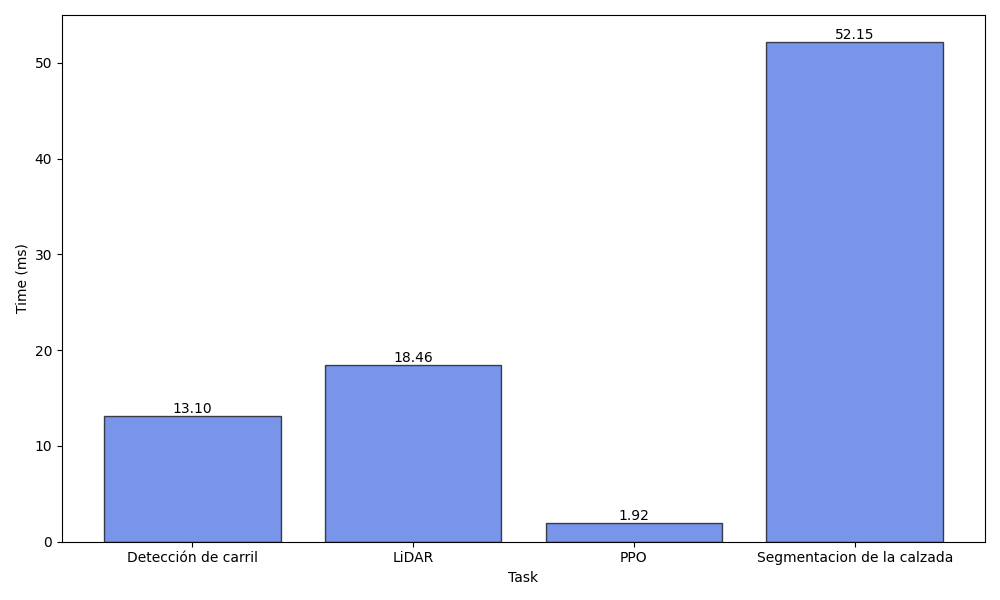 52.15
50
40
30
20
10
0
Time (ms)
18.46
13.10
1.92
Detección de carril
LiDAR
PPO
Segmentacion de la calzada
Task